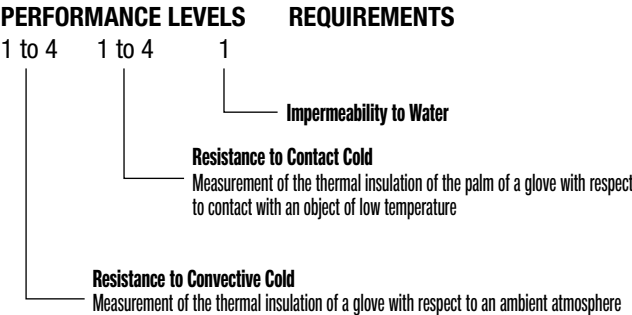 PERFORMANCE LEVELS REQUIREMENTS
1 to 4 1 to 4 1
Impermeability to Water
Resistance to Contact Cold
Measurement of the thermal insulation of the palm of a glove with respect
to contact with an object of low temperature
Resistance to Convective Cold
Measurement of the thermal insulation of a glove with respect to an ambient atmosphere